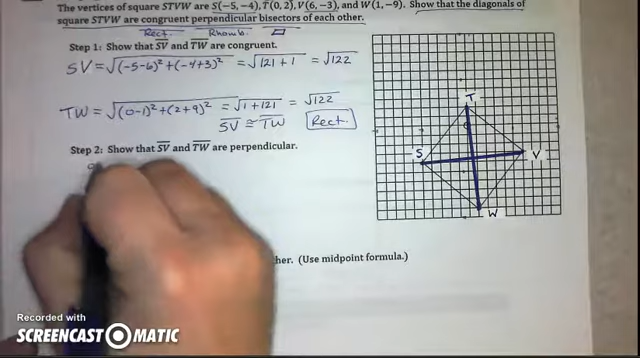 The vertices of square STVW are S(−5, −4), T(0, 2), V(6, −3), and W(1, −9). Show that the diagonals of
square STVW are congruent perpendicular bisectors of each other.
Rect. Rhomb. ▱
Step 1: Show that SV and TW are congruent.
SV = √(-5-6)² + (-4+3)² = √121 + 1 = √122
TW = √(0-1)² + (2+9)² = √1 + 121 = √122
SV ≅ TW Rect.
Step 2: Show that SV and TW are perpendicular.
T
S
V
W
her. (Use midpoint formula.)
Recorded with
SCREENCAST O MATIC